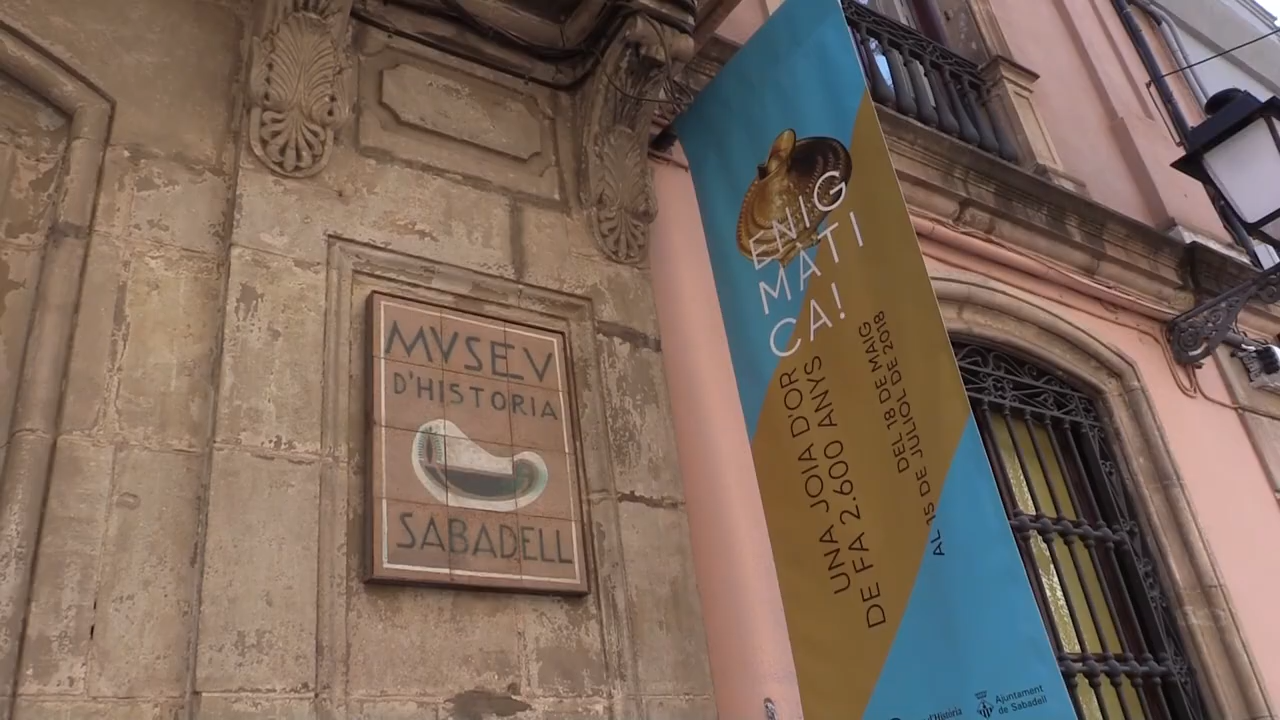 MVSEV
D'HISTORIA
SABADELL
ENIG
MATI
CA!
UNA JOIA D'OR
DE FA 2.600 ANYS
DEL 18 DE MAIG
AL 15 DE JULIOL DE 2018
d'Història
Ajuntament
de Sabadell